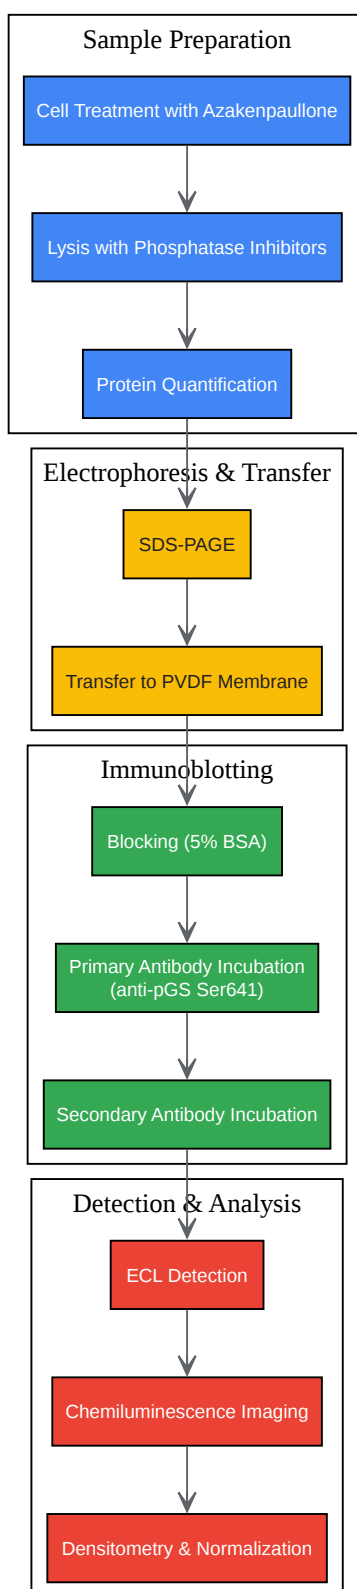 Sample Preparation
Cell Treatment with Azakenpaullone
Lysis with Phosphatase Inhibitors
Protein Quantification
Electrophoresis & Transfer
SDS-PAGE
Transfer to PVDF Membrane
Immunoblotting
Blocking (5% BSA)
Primary Antibody Incubation
(anti-pGS Ser641)
Secondary Antibody Incubation
Detection & Analysis
ECL Detection
Chemiluminescence Imaging
Densitometry & Normalization